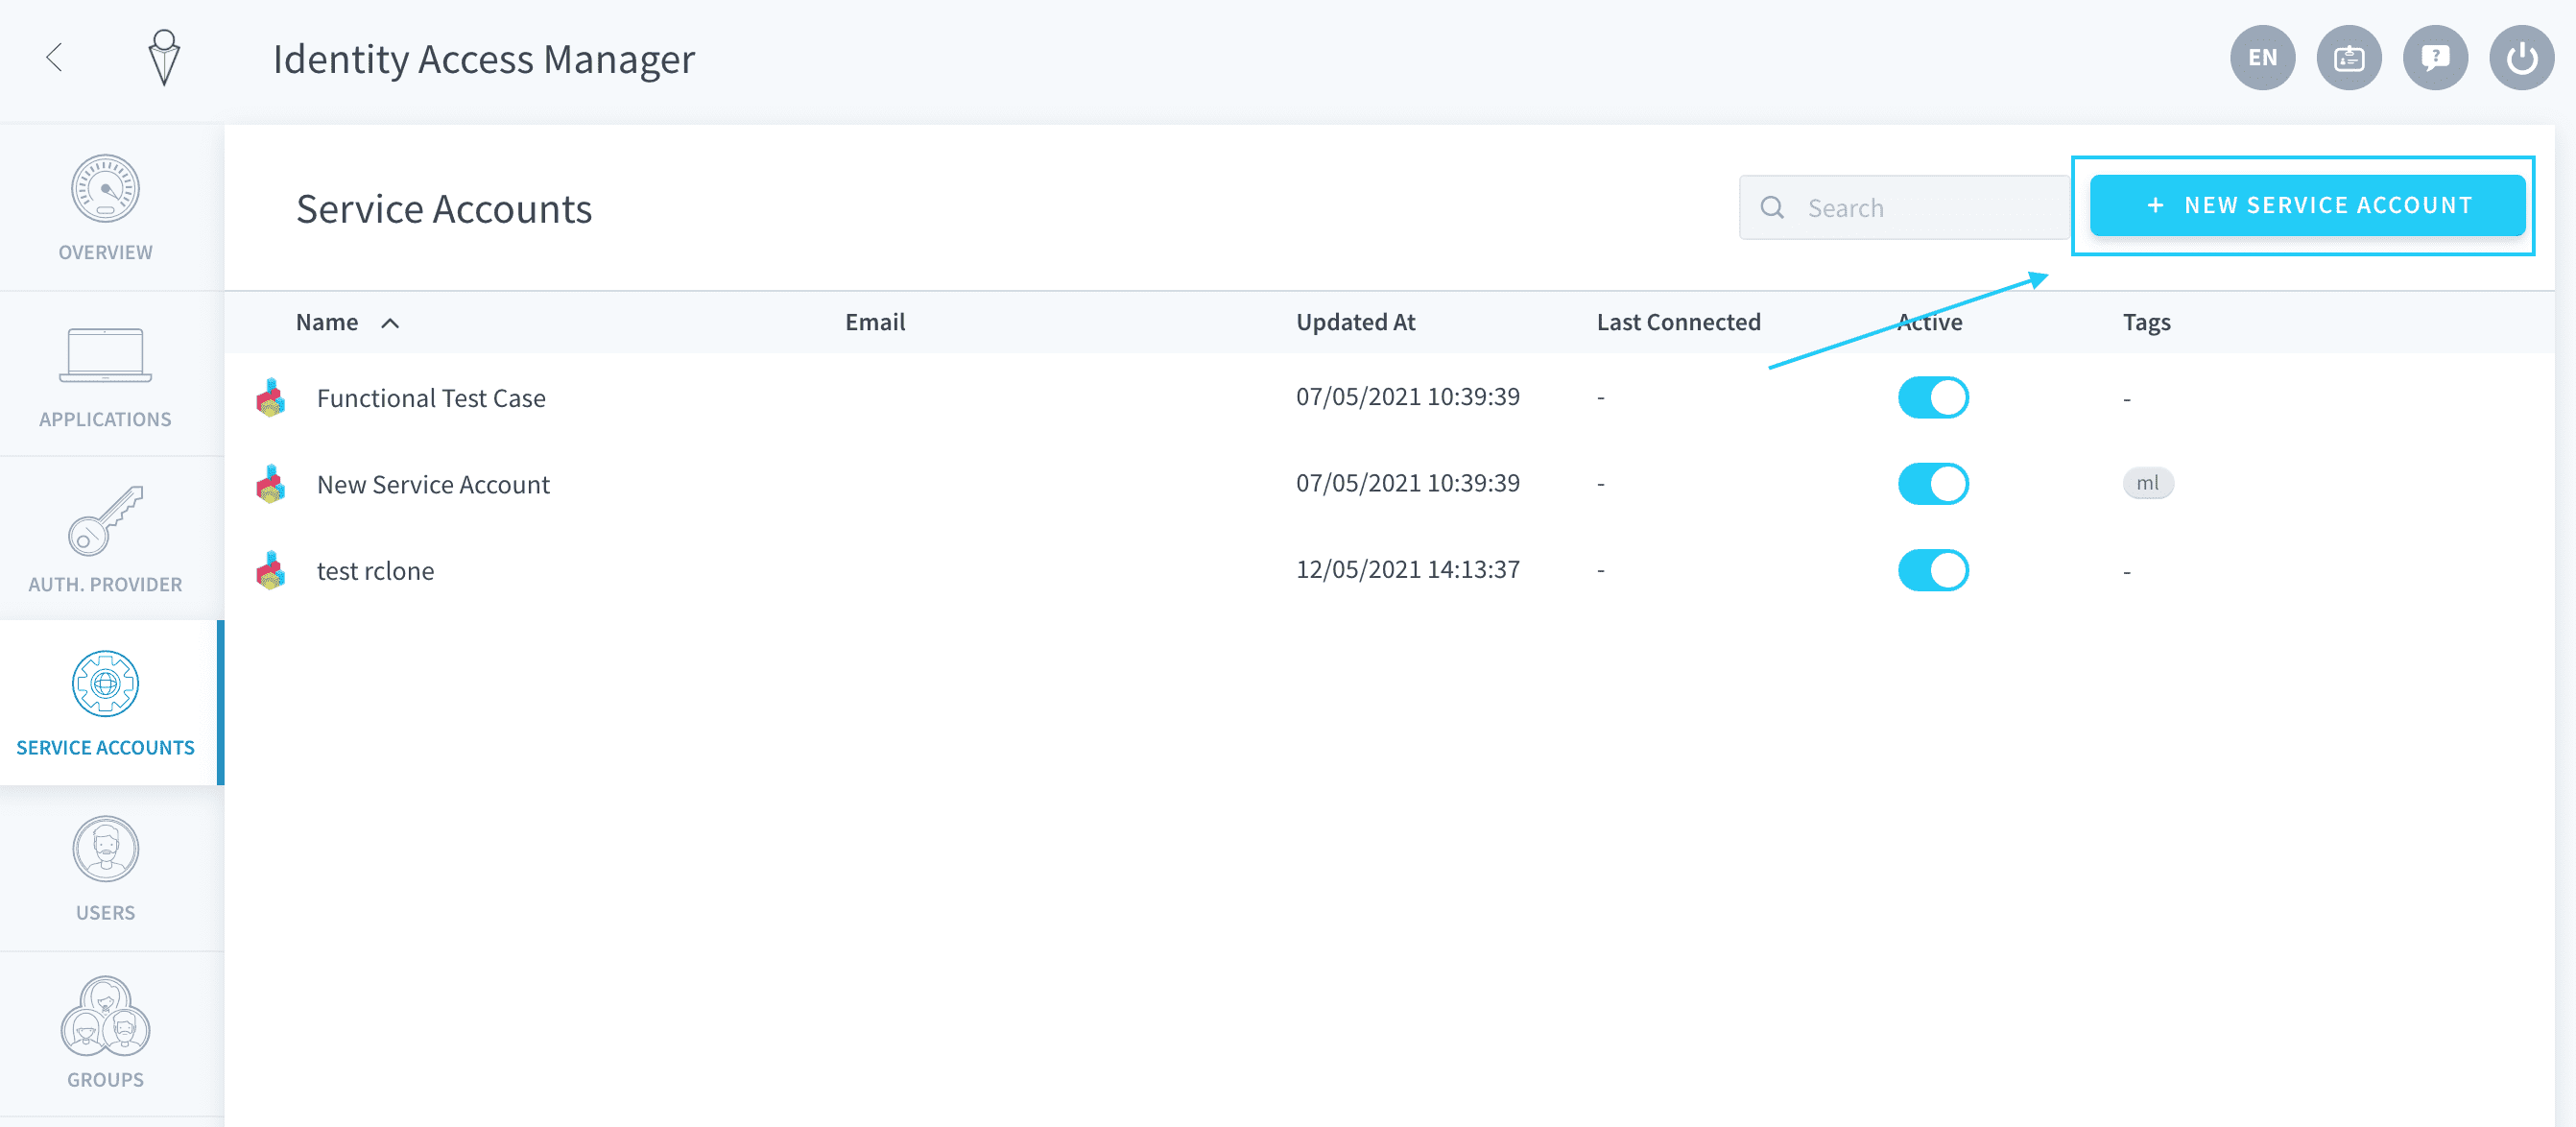 Identity Access Manager
EN
?
OVERVIEW
APPLICATIONS
AUTH. PROVIDER
SERVICE ACCOUNTS
USERS
GROUPS
Service Accounts
Search
+ NEW SERVICE ACCOUNT
Name Email Updated At Last Connected Active Tags
Functional Test Case 07/05/2021 10:39:39 - -
New Service Account 07/05/2021 10:39:39 - ml
test rclone 12/05/2021 14:13:37 - -